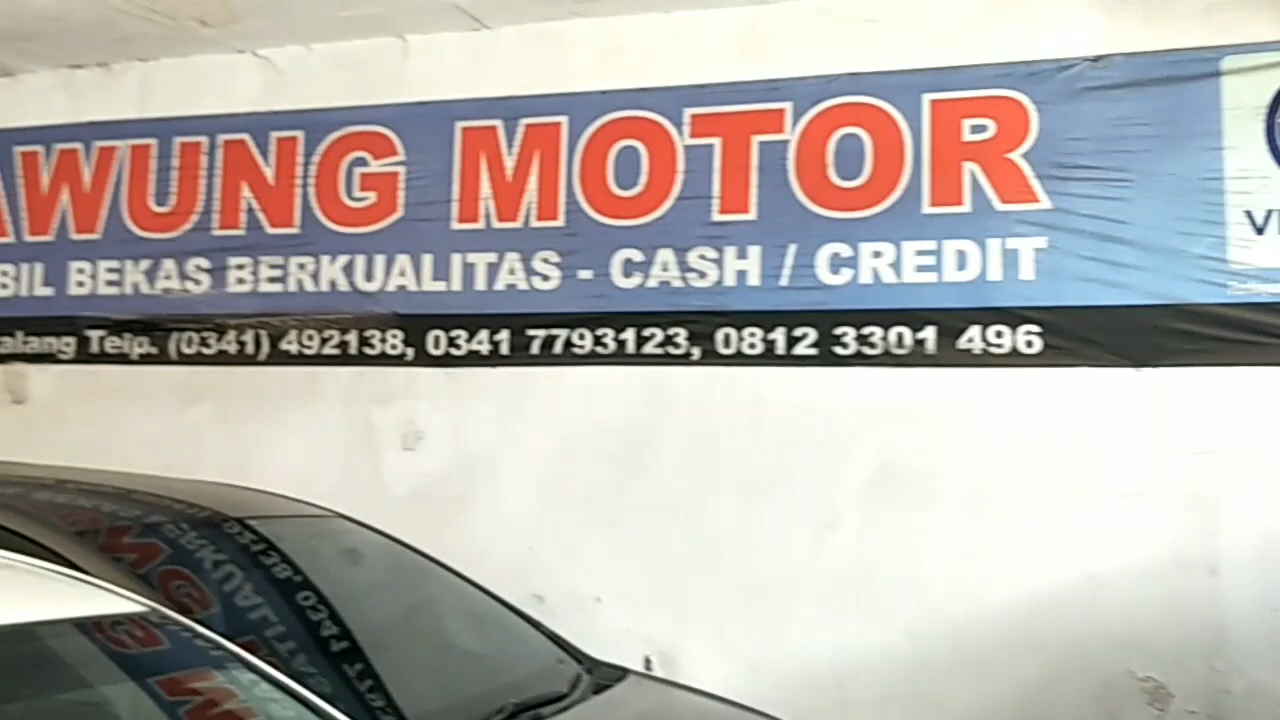 AWUNG MOTOR
BIL BEKAS BERKUALITAS - CASH / CREDIT
alang Telp. (0341) 492138, 0341 7793123, 0812 3301 496